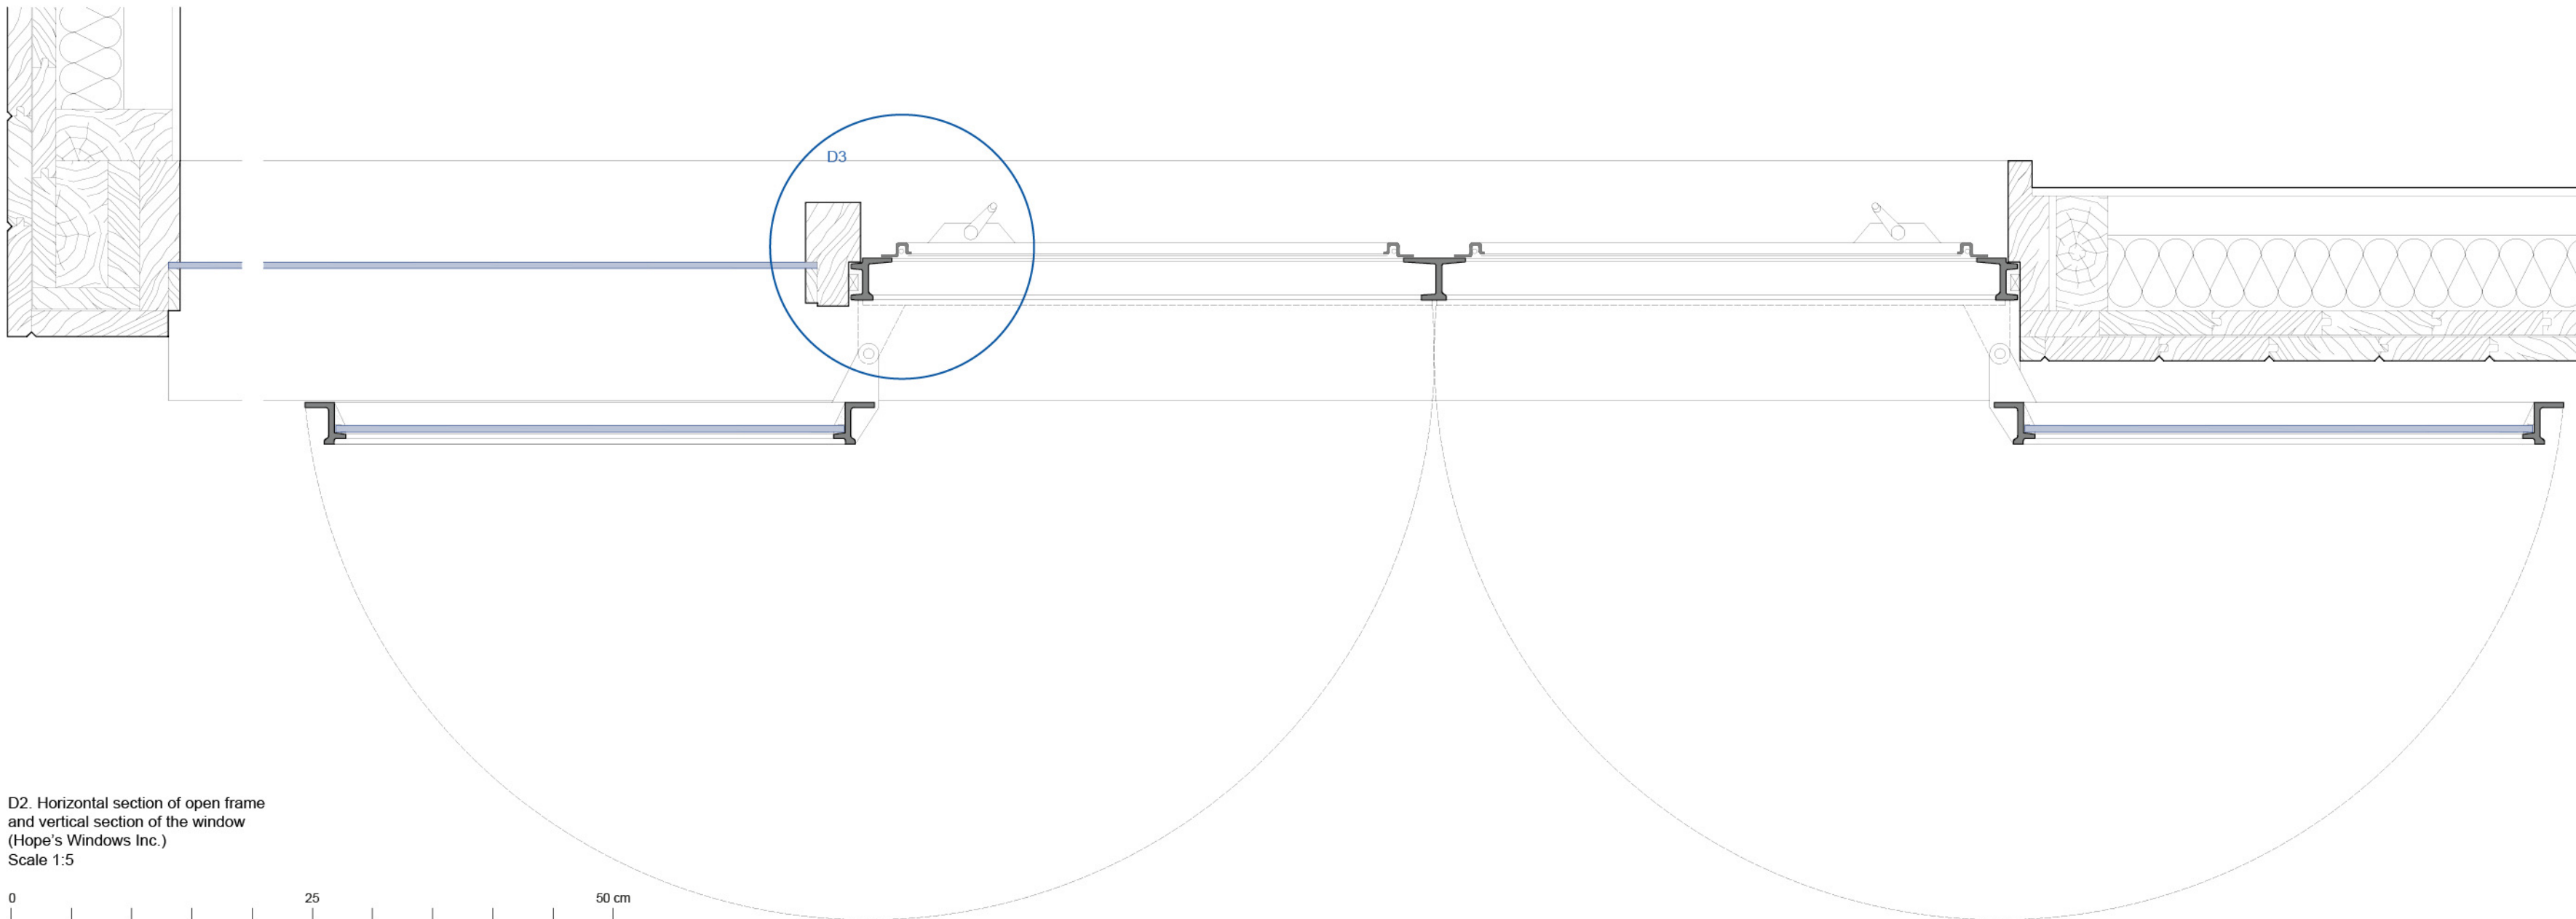 D3
D2. Horizontal section of open frame
and vertical section of the window
(Hope's Windows Inc.)
Scale 1:5
0 25 50 cm